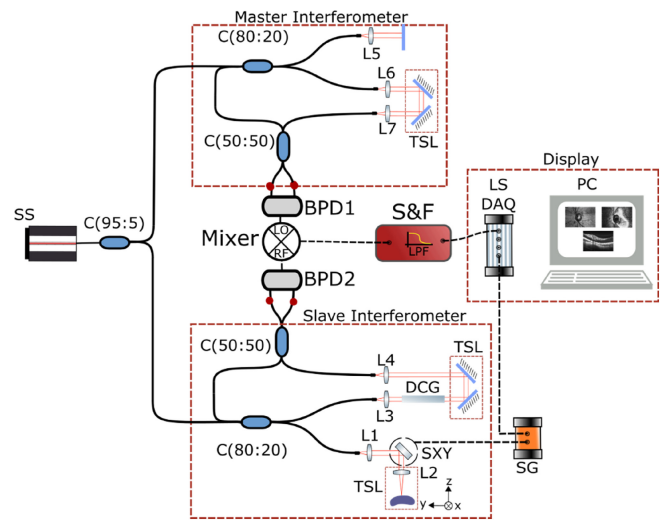 Master Interferometer
C(80:20)
L5
L6
L7
TSL
C(50:50)
BPD1
SS
C(95:5)
Mixer
LO
RF
S&F
LPF
Display
LS
DAQ
PC
BPD2
Slave Interferometer
C(50:50)
L4
TSL
DCG
L3
C(80:20)
L1
SXY
SG
TSL
L2
z
y
x